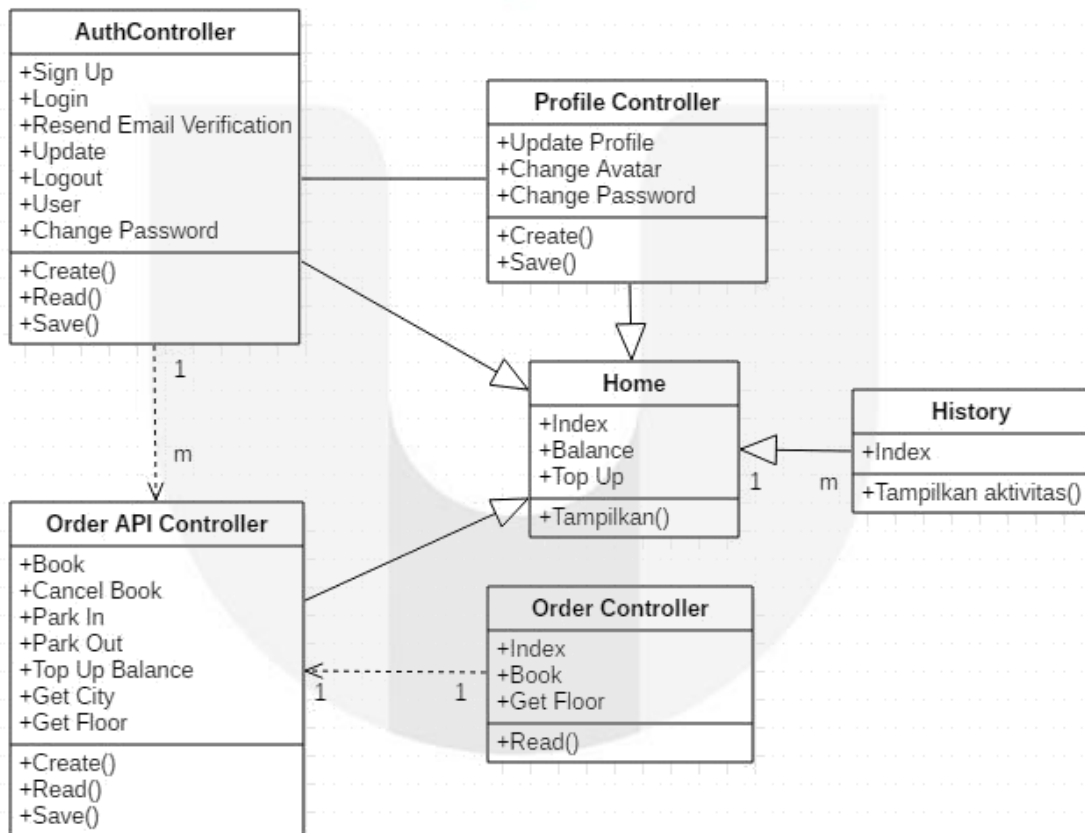 AuthController
+Sign Up
+Login
+Resend Email Verification
+Update
+Logout
+User
+Change Password
+Create()
+Read()
+Save()
Profile Controller
+Update Profile
+Change Avatar
+Change Password
+Create()
+Save()
1
m
Home
+Index
+Balance
+Top Up
+Tampilkan()
1
m
History
+Index
+Tampilkan aktivitas()
Order API Controller
+Book
+Cancel Book
+Park In
+Park Out
+Top Up Balance
+Get City
+Get Floor
+Create()
+Read()
+Save()
1
1
Order Controller
+Index
+Book
+Get Floor
+Read()